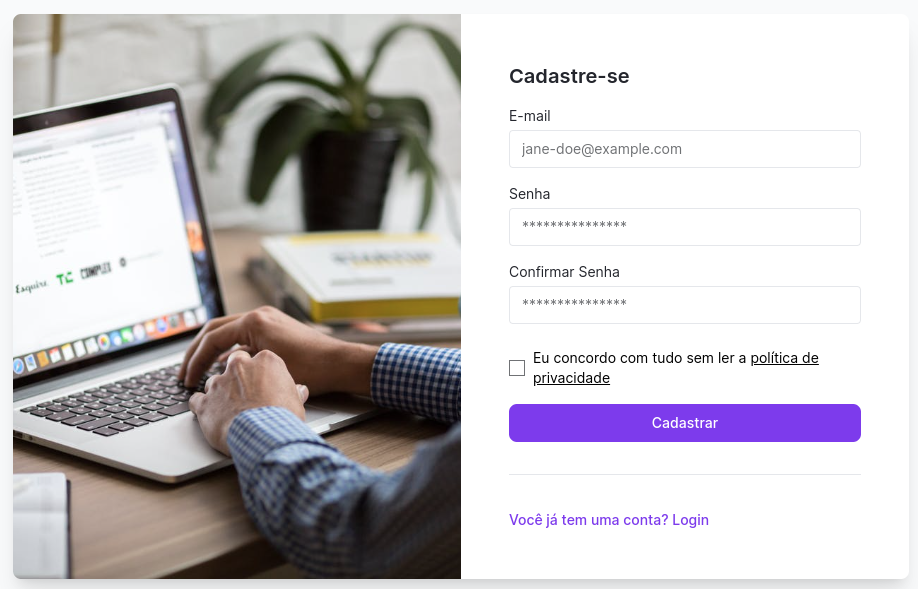 Esquire
TC
COMPLEX
STARTUP
Cadastre-se
E-mail
jane-doe@example.com
Senha
***************
Confirmar Senha
***************
Eu concordo com tudo sem ler a política de
privacidade
Cadastrar
Você já tem uma conta? Login